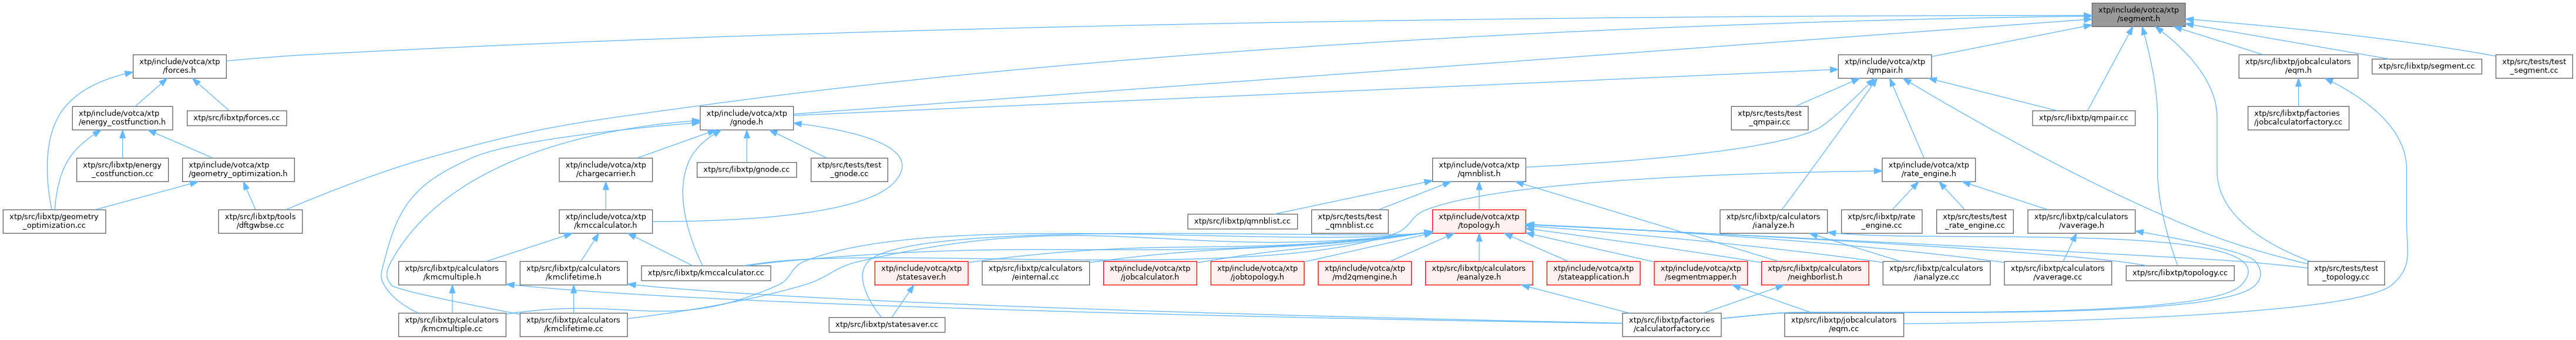 xtp/include/votca/xtp
/segment.h
xtp/include/votca/xtp
/forces.h
xtp/include/votca/xtp
/qmpair.h
xtp/src/libxtp/jobcalculators
/eqm.h
xtp/src/libxtp/segment.cc
xtp/src/tests/test
_segment.cc
xtp/include/votca/xtp
/energy_costfunction.h
xtp/src/libxtp/forces.cc
xtp/include/votca/xtp
/gnode.h
xtp/src/tests/test
_qmpair.cc
xtp/src/libxtp/qmpair.cc
xtp/src/libxtp/factories
/jobcalculatorfactory.cc
xtp/src/libxtp/energy
_costfunction.cc
xtp/include/votca/xtp
/geometry_optimization.h
xtp/include/votca/xtp
/chargecarrier.h
xtp/src/libxtp/gnode.cc
xtp/src/tests/test
_gnode.cc
xtp/include/votca/xtp
/qmnblist.h
xtp/include/votca/xtp
/rate_engine.h
xtp/src/libxtp/geometry
_optimization.cc
xtp/src/libxtp/tools
/dftgwbse.cc
xtp/include/votca/xtp
/kmccalculator.h
xtp/src/libxtp/qmnblist.cc
xtp/src/tests/test
_qmnblist.cc
xtp/include/votca/xtp
/topology.h
xtp/src/libxtp/calculators
/ianalyze.h
xtp/src/libxtp/rate
_engine.cc
xtp/src/tests/test
_rate_engine.cc
xtp/src/libxtp/calculators
/vaverage.h
xtp/src/libxtp/calculators
/kmcmultiple.h
xtp/src/libxtp/calculators
/kmclifetime.h
xtp/src/libxtp/kmccalculator.cc
xtp/include/votca/xtp
/statesaver.h
xtp/src/libxtp/calculators
/einternal.cc
xtp/include/votca/xtp
/jobcalculator.h
xtp/include/votca/xtp
/jobtopology.h
xtp/include/votca/xtp
/md2qmengine.h
xtp/src/libxtp/calculators
/eanalyze.h
xtp/include/votca/xtp
/stateapplication.h
xtp/include/votca/xtp
/segmentmapper.h
xtp/src/libxtp/calculators
/neighborlist.h
xtp/src/libxtp/calculators
/ianalyze.cc
xtp/src/libxtp/calculators
/vaverage.cc
xtp/src/libxtp/topology.cc
xtp/src/tests/test
_topology.cc
xtp/src/libxtp/calculators
/kmcmultiple.cc
xtp/src/libxtp/calculators
/kmclifetime.cc
xtp/src/libxtp/statesaver.cc
xtp/src/libxtp/factories
/calculatorfactory.cc
xtp/src/libxtp/jobcalculators
/eqm.cc